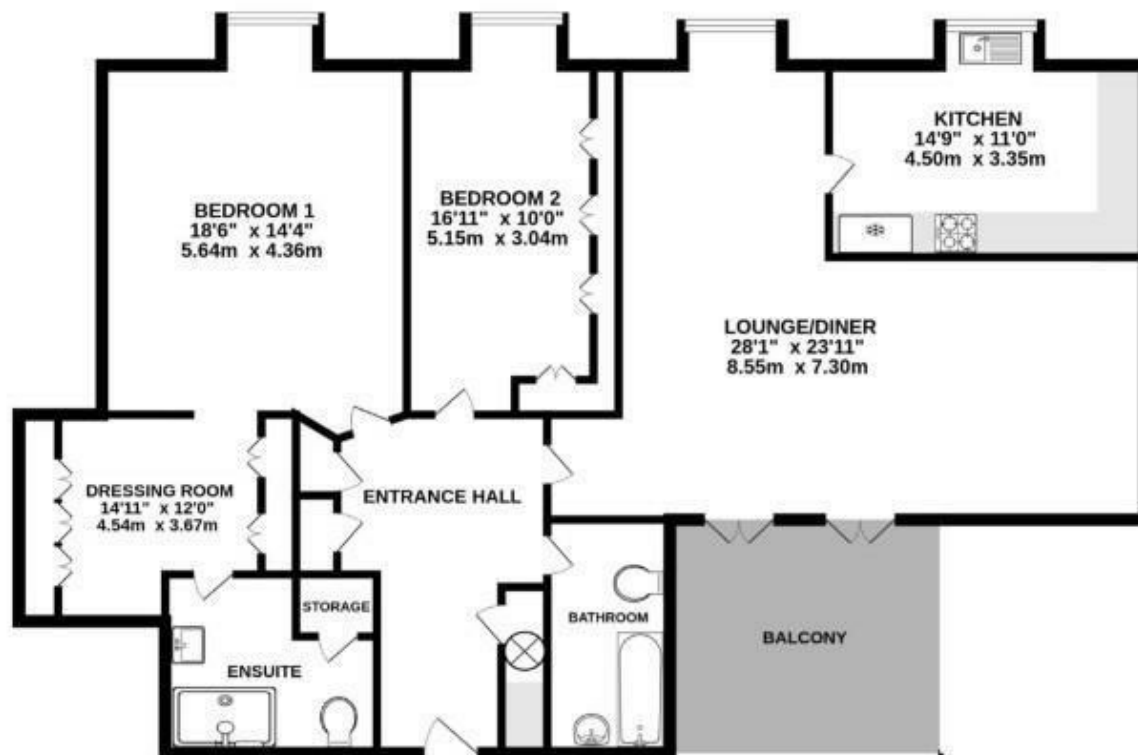 KITCHEN
14'9" x 11'0"
4.50m x 3.35m
BEDROOM 1
18'6" x 14'4"
5.64m x 4.36m
BEDROOM 2
16'11" x 10'0"
5.15m x 3.04m
LOUNGE/DINER
28'1" x 23'11"
8.55m x 7.30m
DRESSING ROOM
14'11" x 12'0"
4.54m x 3.67m
ENTRANCE HALL
STORAGE
ENSUITE
BATHROOM
BALCONY